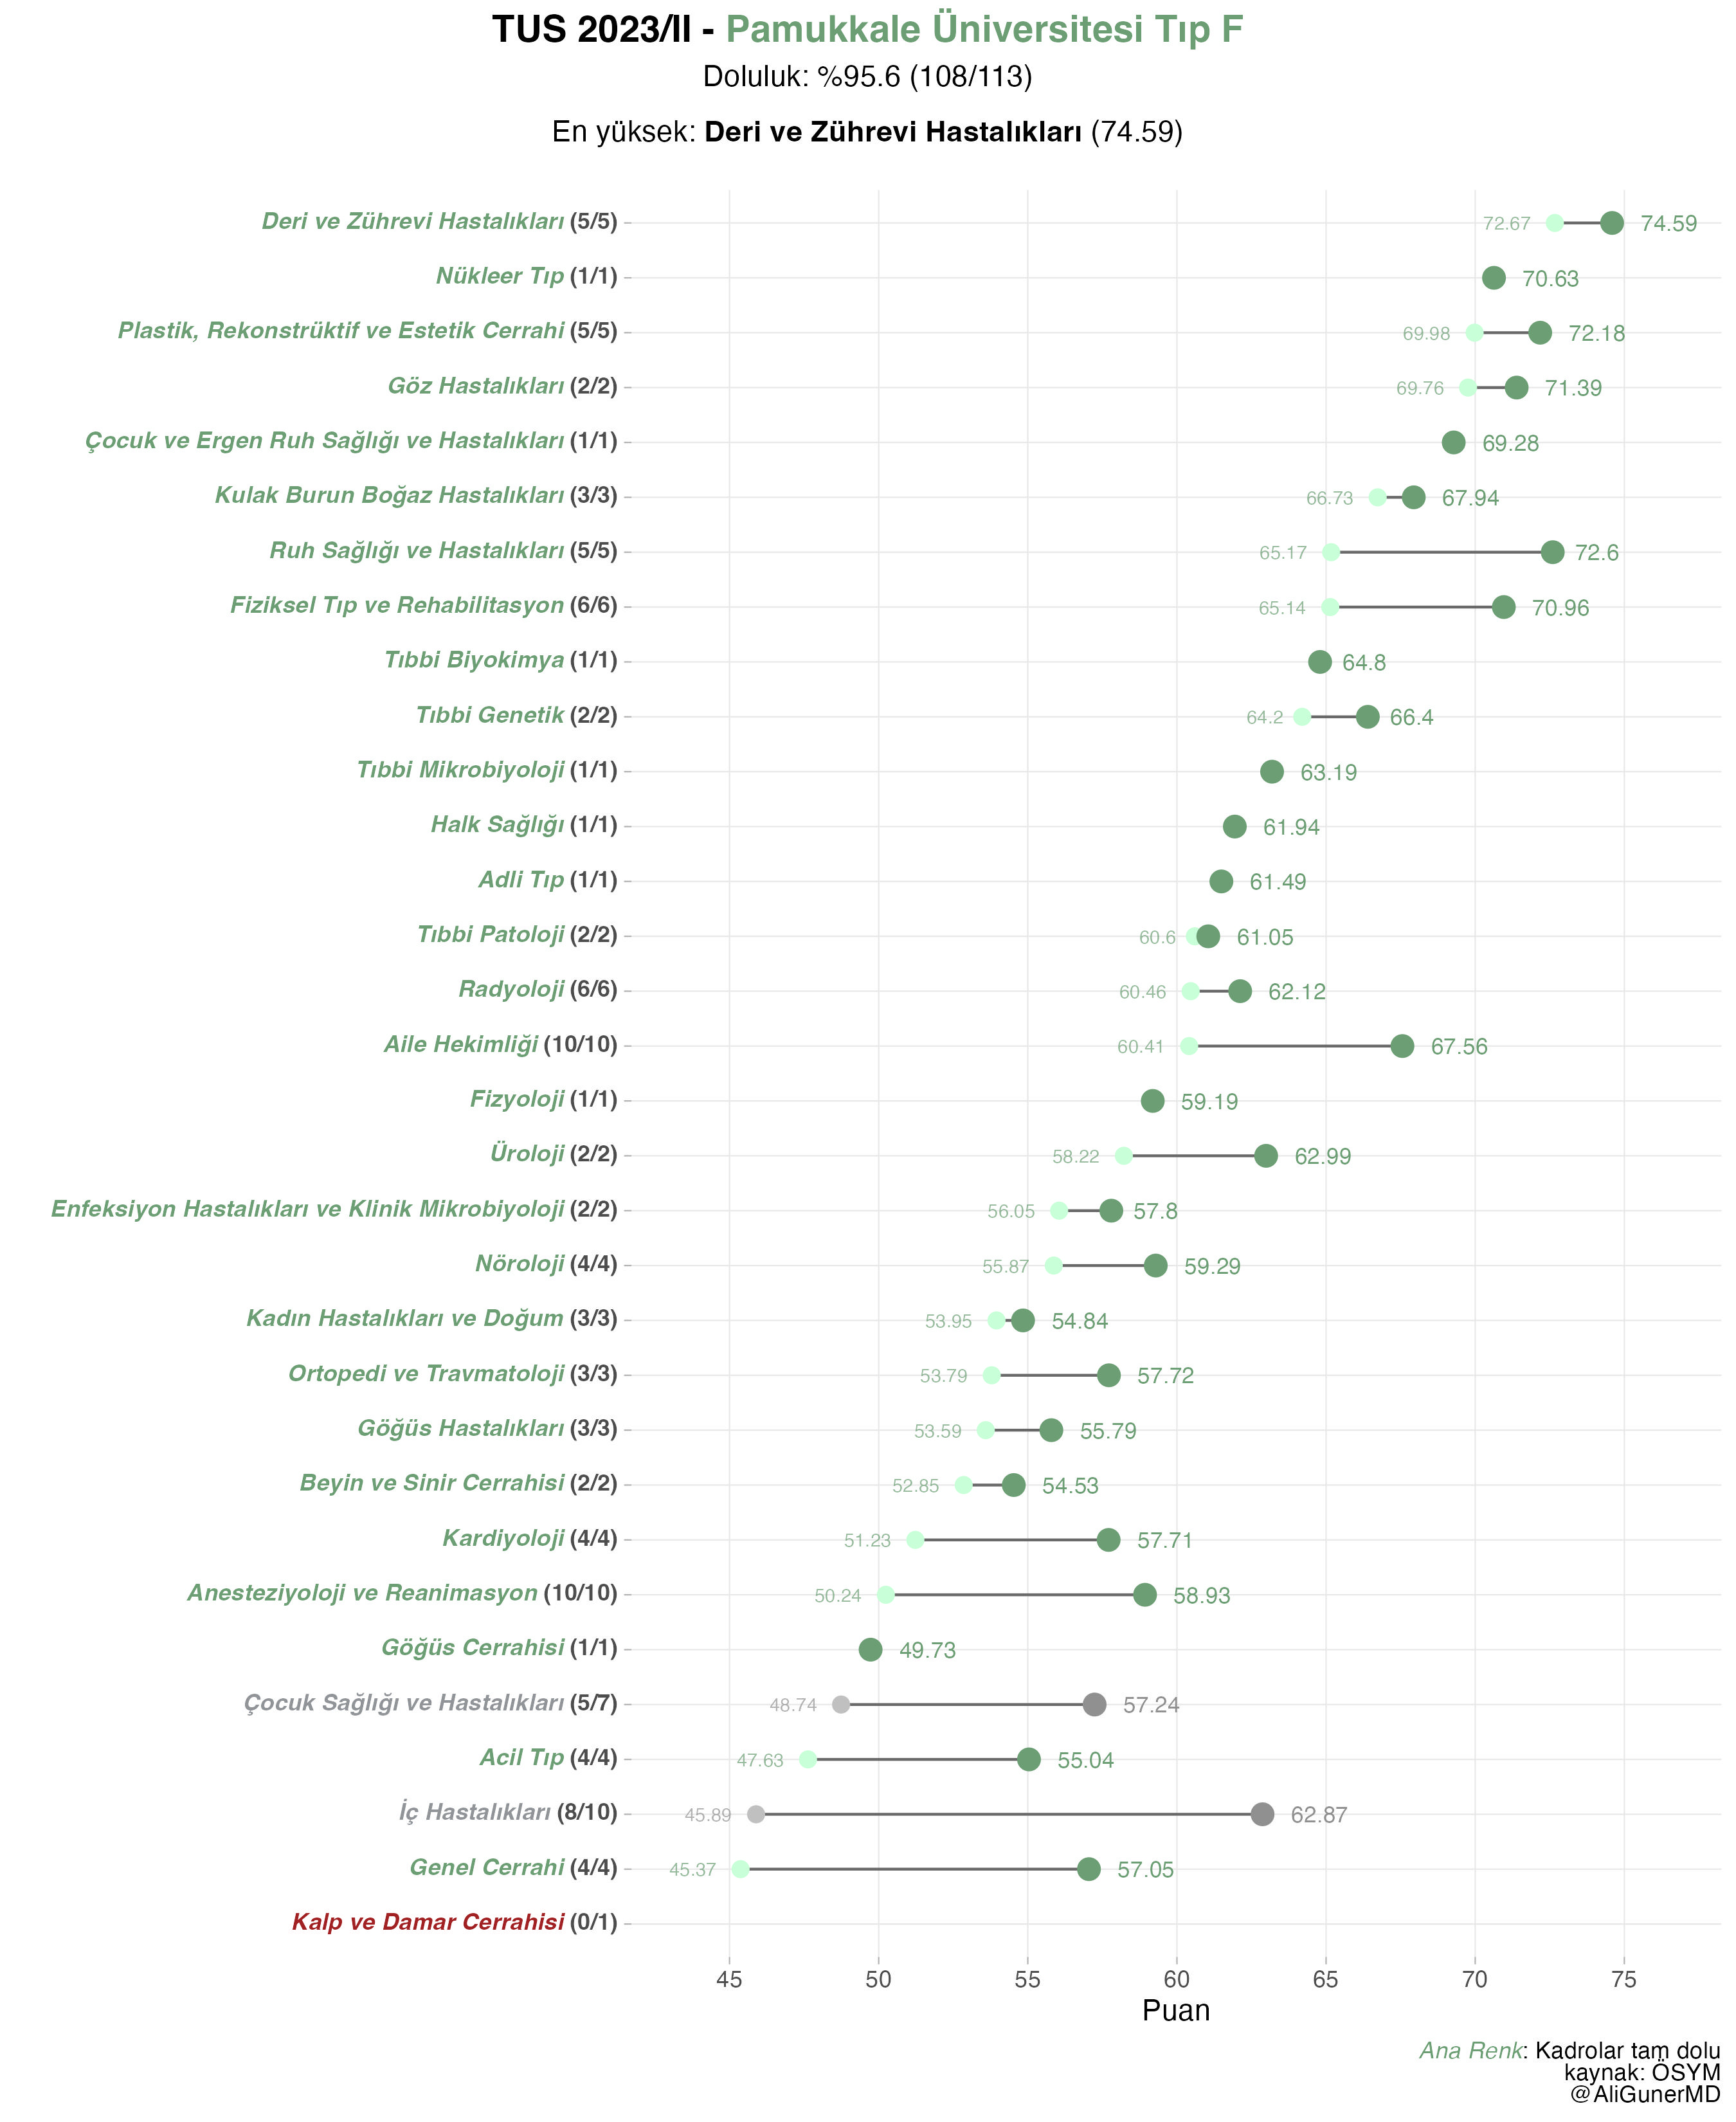 TUS 2023/II - Pamukkale Üniversitesi Tıp F
Doluluk: %95.6 (108/113)
En yüksek: Deri ve Zührevi Hastalıkları (74.59)
Deri ve Zührevi Hastalıkları (5/5) 72.67 74.59
Nükleer Tıp (1/1) 70.63
Plastik, Rekonstrüktif ve Estetik Cerrahi (5/5) 69.98 72.18
Göz Hastalıkları (2/2) 69.76 71.39
Çocuk ve Ergen Ruh Sağlığı ve Hastalıkları (1/1) 69.28
Kulak Burun Boğaz Hastalıkları (3/3) 66.73 67.94
Ruh Sağlığı ve Hastalıkları (5/5) 65.17 72.6
Fiziksel Tıp ve Rehabilitasyon (6/6) 65.14 70.96
Tıbbi Biyokimya (1/1) 64.8
Tıbbi Genetik (2/2) 64.2 66.4
Tıbbi Mikrobiyoloji (1/1) 63.19
Halk Sağlığı (1/1) 61.94
Adli Tıp (1/1) 61.49
Tıbbi Patoloji (2/2) 60.6 61.05
Radyoloji (6/6) 60.46 62.12
Aile Hekimliği (10/10) 60.41 67.56
Fizyoloji (1/1) 59.19
Üroloji (2/2) 58.22 62.99
Enfeksiyon Hastalıkları ve Klinik Mikrobiyoloji (2/2) 56.05 57.8
Nöroloji (4/4) 55.87 59.29
Kadın Hastalıkları ve Doğum (3/3) 53.95 54.84
Ortopedi ve Travmatoloji (3/3) 53.79 57.72
Göğüs Hastalıkları (3/3) 53.59 55.79
Beyin ve Sinir Cerrahisi (2/2) 52.85 54.53
Kardiyoloji (4/4) 51.23 57.71
Anesteziyoloji ve Reanimasyon (10/10) 50.24 58.93
Göğüs Cerrahisi (1/1) 49.73
Çocuk Sağlığı ve Hastalıkları (5/7) 48.74 57.24
Acil Tıp (4/4) 47.63 55.04
İç Hastalıkları (8/10) 45.89 62.87
Genel Cerrahi (4/4) 45.37 57.05
Kalp ve Damar Cerrahisi (0/1)
45 50 55 60 65 70 75
Puan
Ana Renk: Kadrolar tam dolu
kaynak: ÖSYM
@AliGunerMD